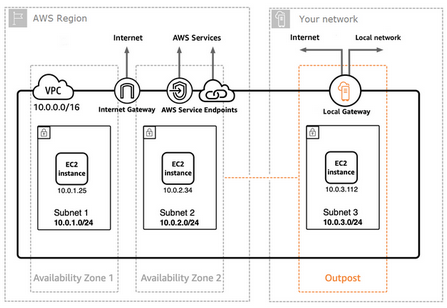 AWS Region
Your network
Internet
AWS Services
Internet
Local network
VPC
10.0.0.0/16
Internet Gateway
AWS Service Endpoints
Local Gateway
EC2
instance
10.0.1.25
Subnet 1
10.0.1.0/24
EC2
instance
10.0.2.34
Subnet 2
10.0.2.0/24
EC2
instance
10.0.3.112
Subnet 3
10.0.3.0/24
Availability Zone 1
Availability Zone 2
Outpost